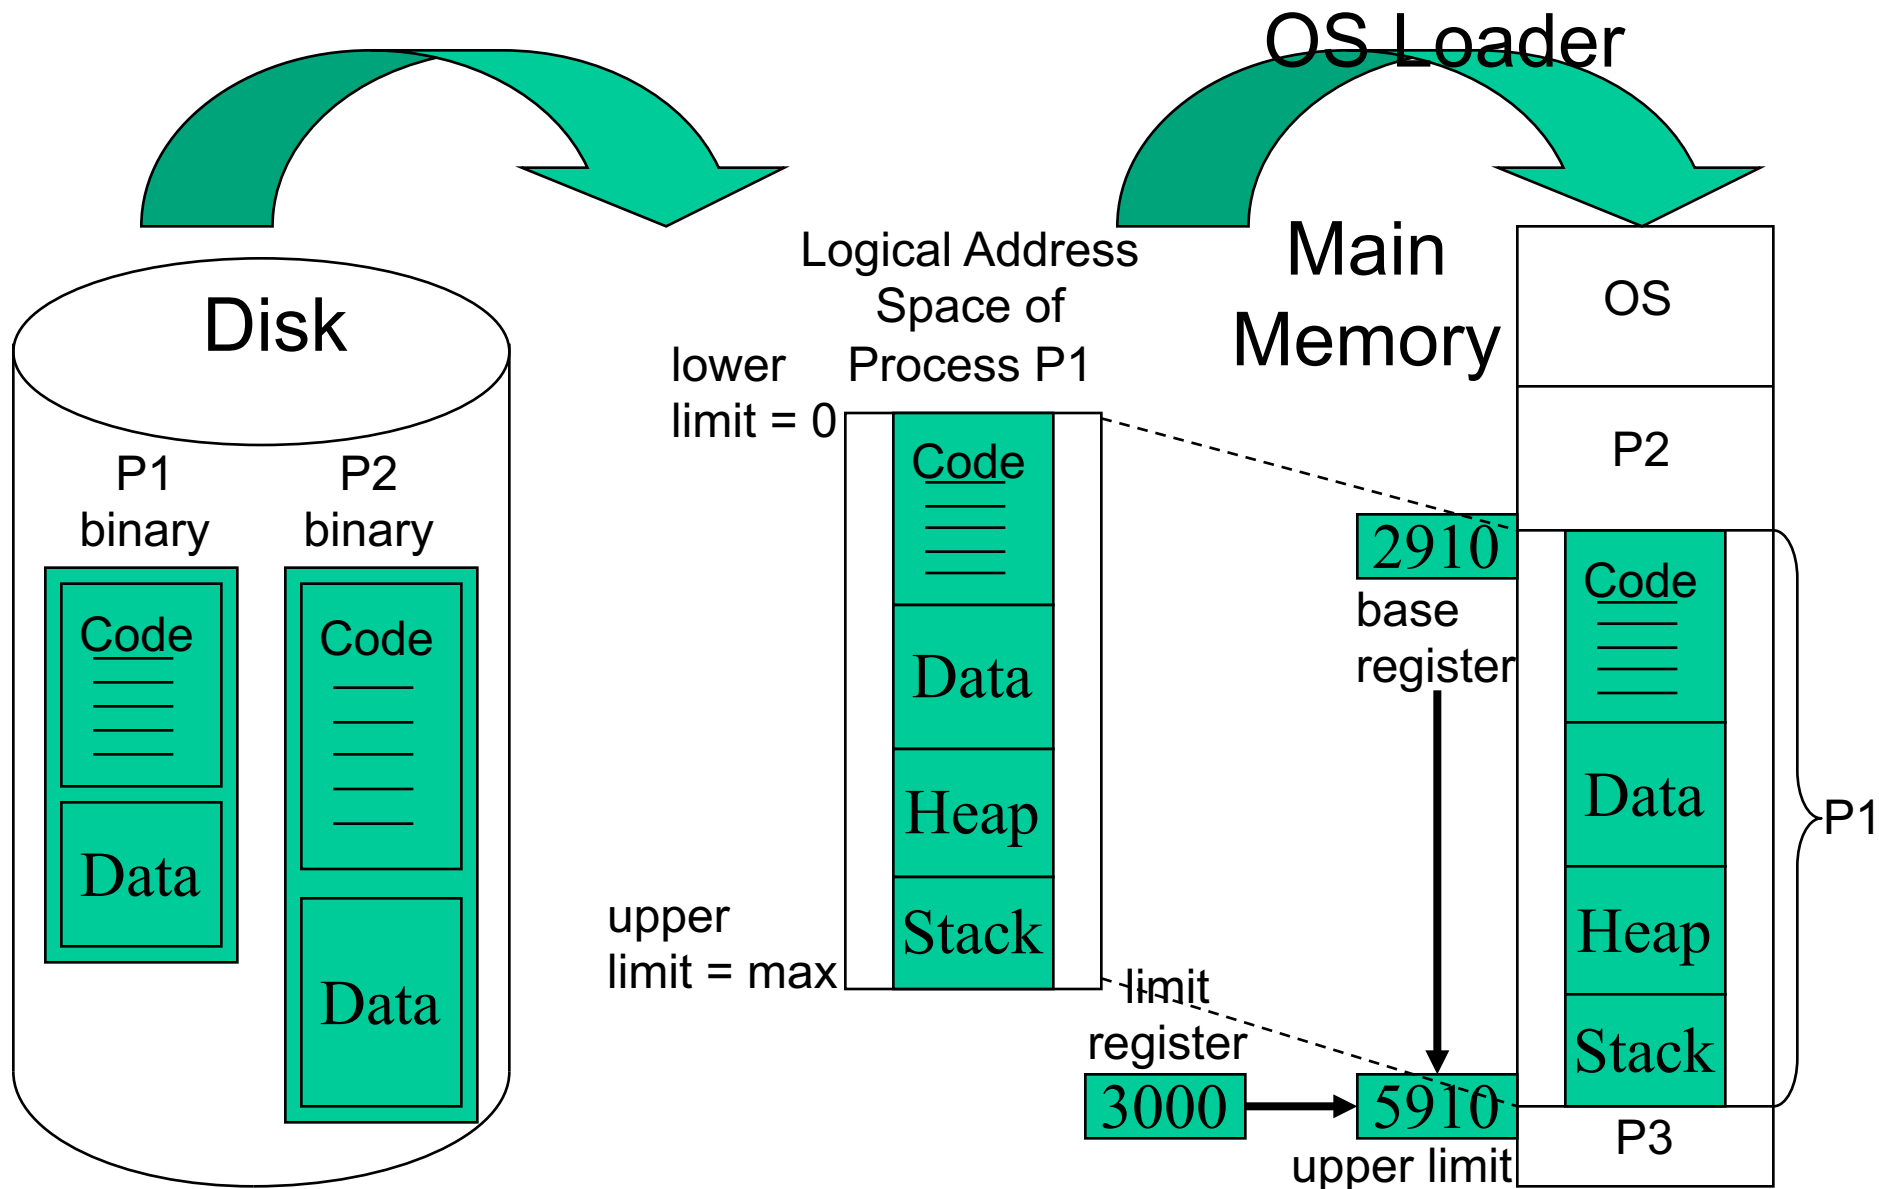 OS Loader
Disk
P1
binary
P2
binary
Code
Data
Code
Data
Logical Address
Space of
Process P1
lower
limit = 0
Code
Data
Heap
Stack
upper
limit = max
Main
Memory
OS
P2
2910
base
register
Code
Data
Heap
Stack
P1
limit
register
3000
5910
upper limit
P3